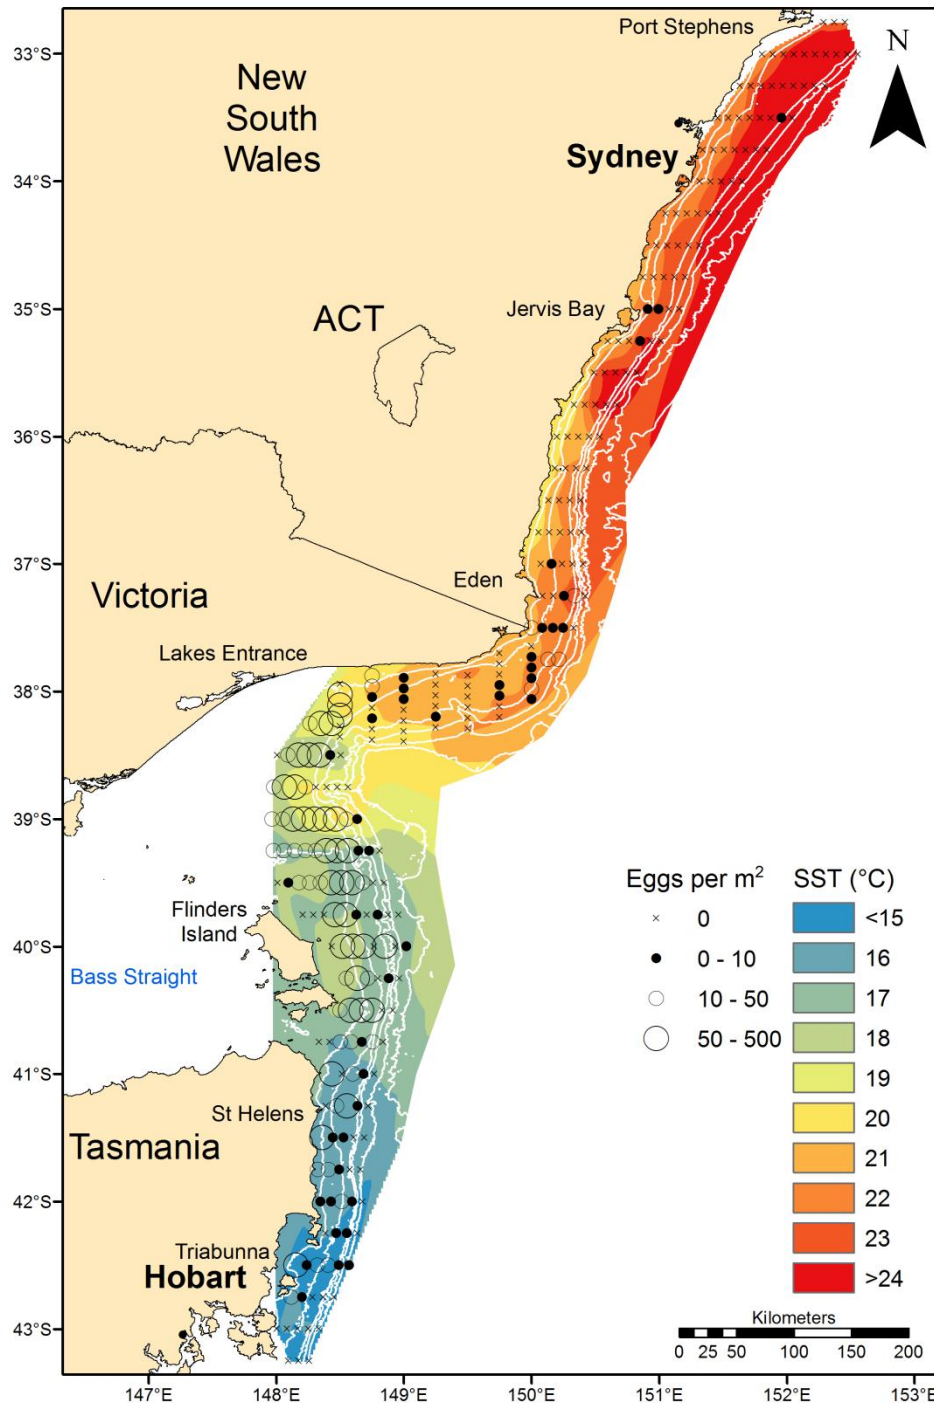 Port Stephens
33°S
N
New
South
Wales
Sydney
34°S
Jervis Bay
35°S
ACT
36°S
37°S
Eden
Victoria
Lakes Entrance
38°S
39°S
Eggs per m2
0
0 - 10
10 - 50
50 - 500
SST (°C)
<15
16
17
18
19
20
21
22
23
>24
Flinders
Island
40°S
Bass Straight
41°S
St Helens
Tasmania
42°S
Triabunna
Hobart
43°S
Kilometers
0 25 50 100 150 200
147°E 148°E 149°E 150°E 151°E 152°E 153°E